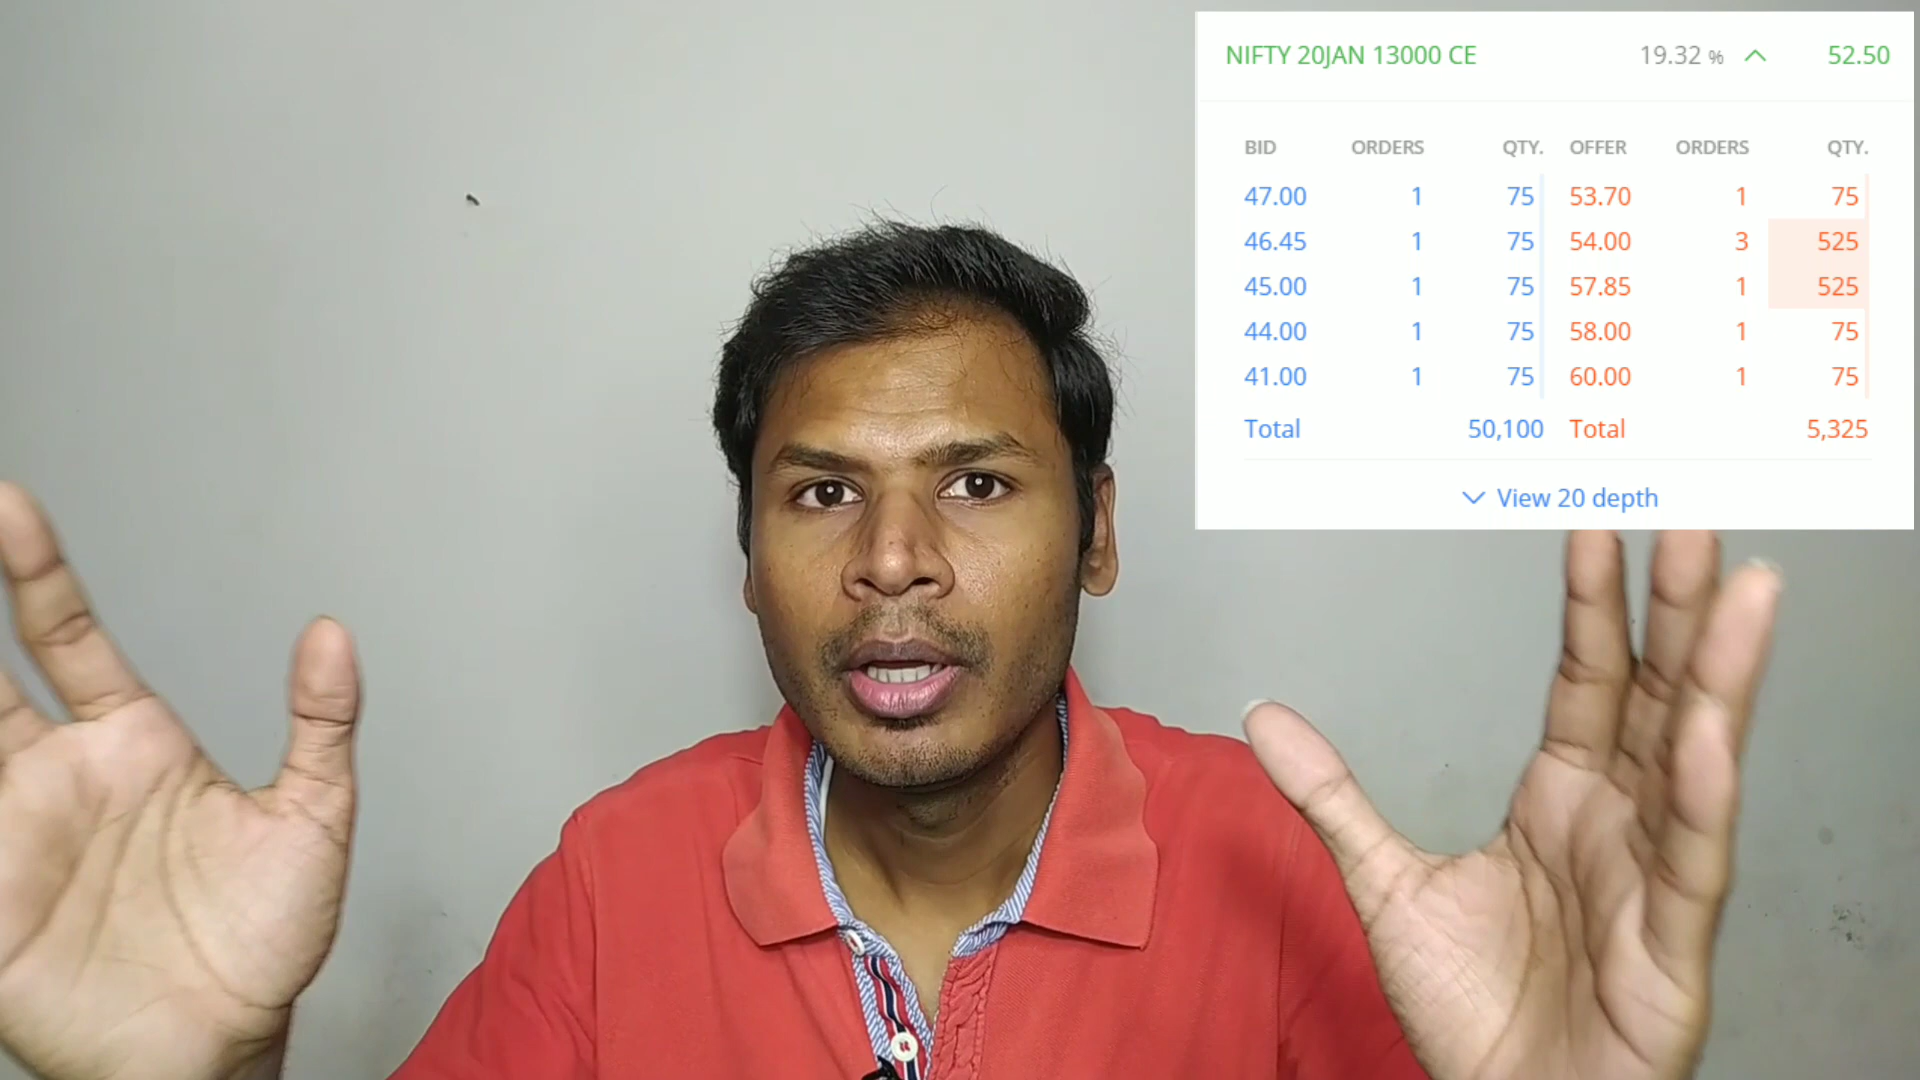 NIFTY 20JAN 13000 CE 19.32 % 52.50
BID ORDERS QTY. OFFER ORDERS QTY.
47.00 1 75 53.70 1 75
46.45 1 75 54.00 3 525
45.00 1 75 57.85 1 525
44.00 1 75 58.00 1 75
41.00 1 75 60.00 1 75
Total 50,100 Total 5,325
View 20 depth